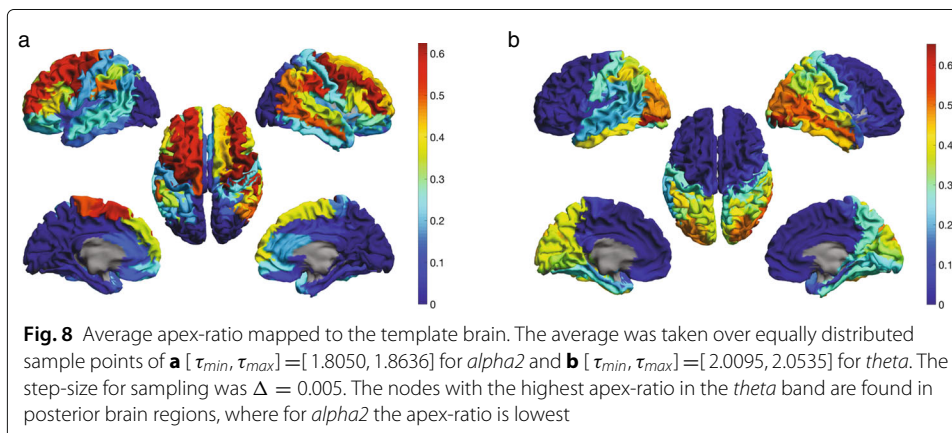 a
0.6
0.5
0.4
0.3
0.2
0.1
0
b
0.6
0.5
0.4
0.3
0.2
0.1
0
Fig. 8 Average apex-ratio mapped to the template brain. The average was taken over equally distributed
sample points of a [ τmin, τmax] =[ 1.8050, 1.8636] for alpha2 and b [ τmin, τmax] =[ 2.0095, 2.0535] for theta. The
step-size for sampling was Δ = 0.005. The nodes with the highest apex-ratio in the theta band are found in
posterior brain regions, where for alpha2 the apex-ratio is lowest